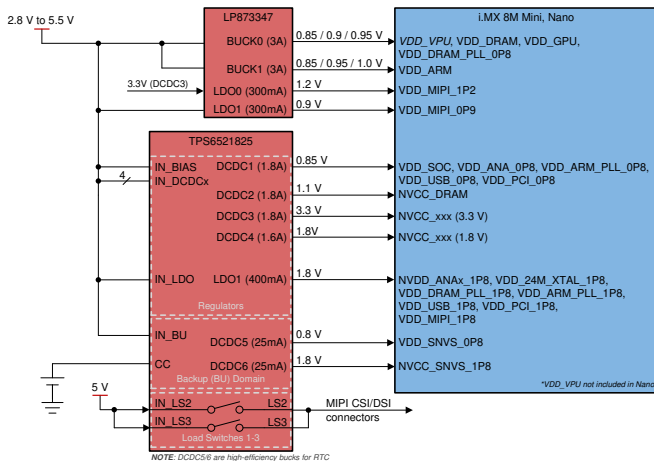 2.8 V to 5.5 V
LP873347
i.MX 8M Mini, Nano
BUCK0 (3A)
0.85 / 0.9 / 0.95 V
VDD_VPU, VDD_DRAM, VDD_GPU,
VDD_DRAM_PLL_0P8
BUCK1 (3A)
0.85 / 0.95 / 1.0 V
VDD_ARM
3.3V (DCDC3)
LDO0 (300mA)
1.2 V
VDD_MIPI_1P2
LDO1 (300mA)
0.9 V
VDD_MIPI_0P9
TPS6521825
IN_BIAS
DCDC1 (1.8A)
0.85 V
VDD_SOC, VDD_ANA_0P8, VDD_ARM_PLL_0P8,
VDD_USB_0P8, VDD_PCI_0P8
4
IN_DCDCx
DCDC2 (1.8A)
1.1 V
NVCC_DRAM
DCDC3 (1.8A)
3.3 V
NVCC_xxx (3.3 V)
DCDC4 (1.6A)
1.8V
NVCC_xxx (1.8 V)
IN_LDO
LDO1 (400mA)
1.8 V
NVDD_ANAx_1P8, VDD_24M_XTAL_1P8,
VDD_DRAM_PLL_1P8, VDD_ARM_PLL_1P8,
VDD_USB_1P8, VDD_PCI_1P8,
VDD_MIPI_1P8
Regulators
IN_BU
DCDC5 (25mA)
0.8 V
VDD_SNVS_0P8
CC
DCDC6 (25mA)
1.8 V
NVCC_SNVS_1P8
Backup (BU) Domain
*VDD_VPU not included in Nano
5 V
IN_LS2
LS2
MIPI CSI/DSI
connectors
IN_LS3
LS3
Load Switches 1-3
NOTE: DCDC5/6 are high-efficiency bucks for RTC